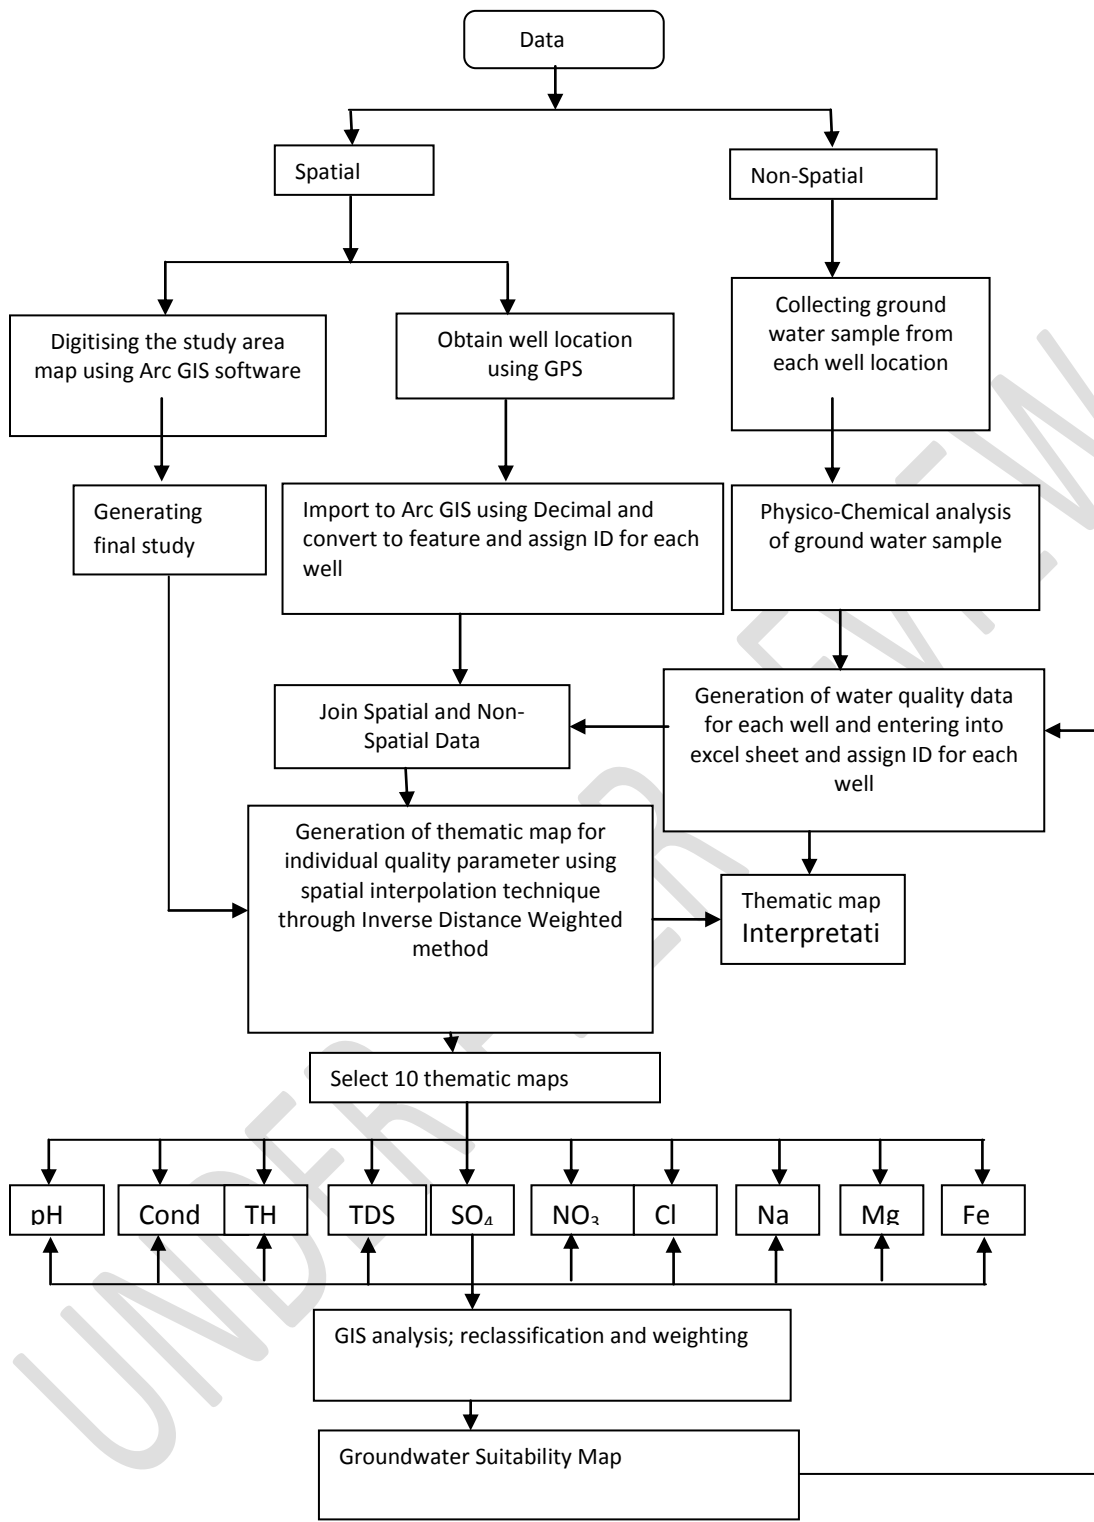 Data
Spatial
Non-Spatial
Digitising the study area
map using Arc GIS software
Obtain well location
using GPS
Collecting ground
water sample from
each well location
Generating
final study
Import to Arc GIS using Decimal and
convert to feature and assign ID for each
well
Physico-Chemical analysis
of ground water sample
Join Spatial and Non-
Spatial Data
Generation of water quality data
for each well and entering into
excel sheet and assign ID for each
well
Generation of thematic map for
individual quality parameter using
spatial interpolation technique
through Inverse Distance Weighted
method
Thematic map
Interpretati
Select 10 thematic maps
pH
Cond
TH
TDS
SO₄
NO₃
Cl
Na
Mg
Fe
GIS analysis; reclassification and weighting
Groundwater Suitability Map
UNDER PEER REVIEW